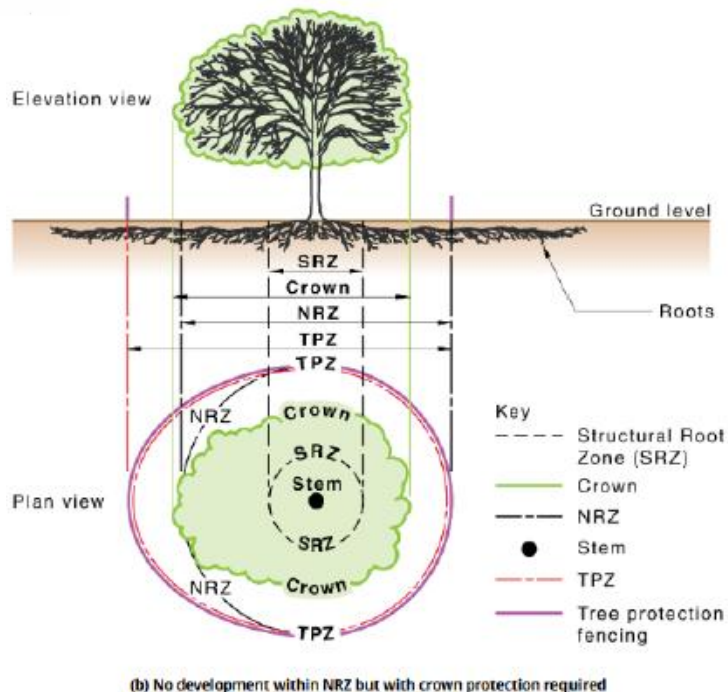 Elevation view
Ground level
SRZ
Crown
Roots
NRZ
TPZ
TPZ
NRZ
Crown
SRZ
Stem
Plan view
SRZ
NRZ
Crown
TPZ
Key
Structural Root
Zone (SRZ)
Crown
NRZ
Stem
TPZ
Tree protection
fencing
(b) No development within NRZ but with crown protection required